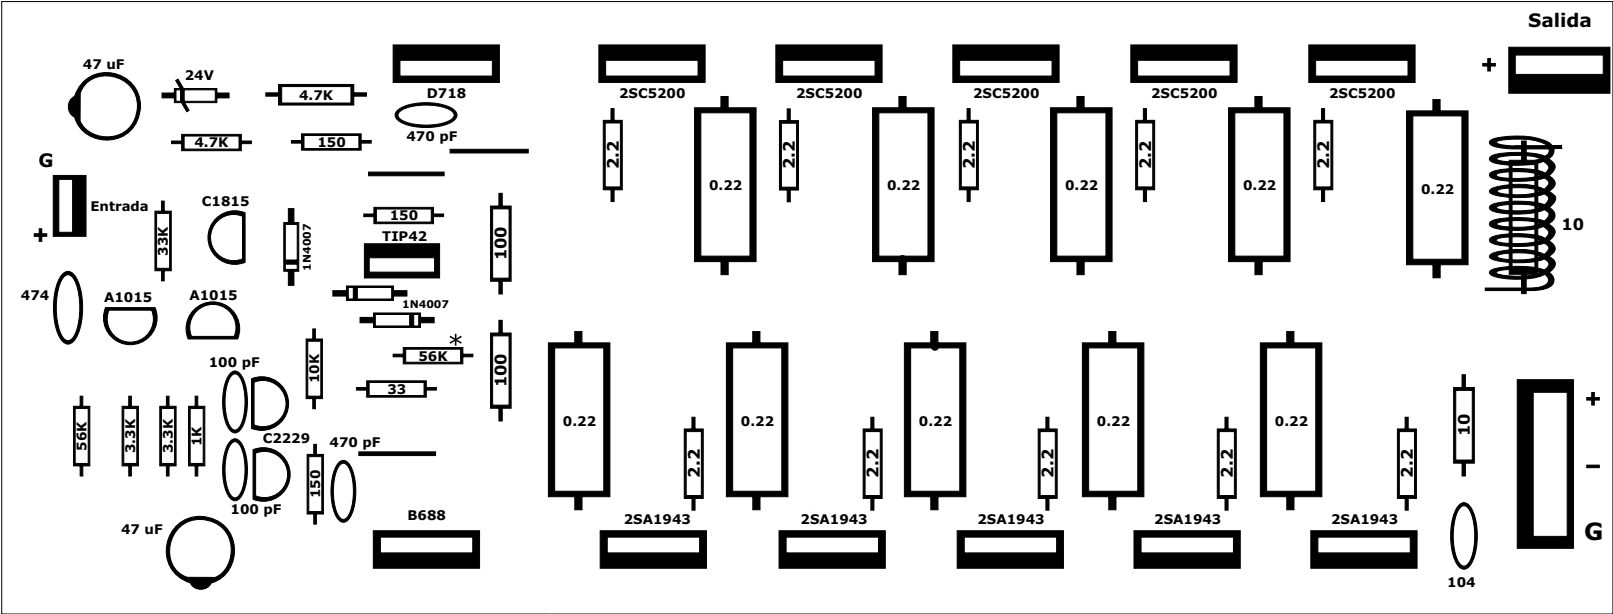 Salida
+
47 uF
24V
4.7K
D718
2SC5200
2SC5200
2SC5200
2SC5200
2SC5200
470 pF
4.7K
150
2.2
0.22
2.2
0.22
2.2
0.22
2.2
0.22
2.2
0.22
10
G
Entrada
+
33K
C1815
1N4007
150
TIP42
100
474
A1015
A1015
1N4007
*
56K
100
100 pF
10K
33
56K
3.3K
3.3K
1K
C2229
150
470 pF
100 pF
0.22
2.2
0.22
2.2
0.22
2.2
0.22
2.2
0.22
2.2
10
+
–
G
47 uF
B688
2SA1943
2SA1943
2SA1943
2SA1943
2SA1943
104